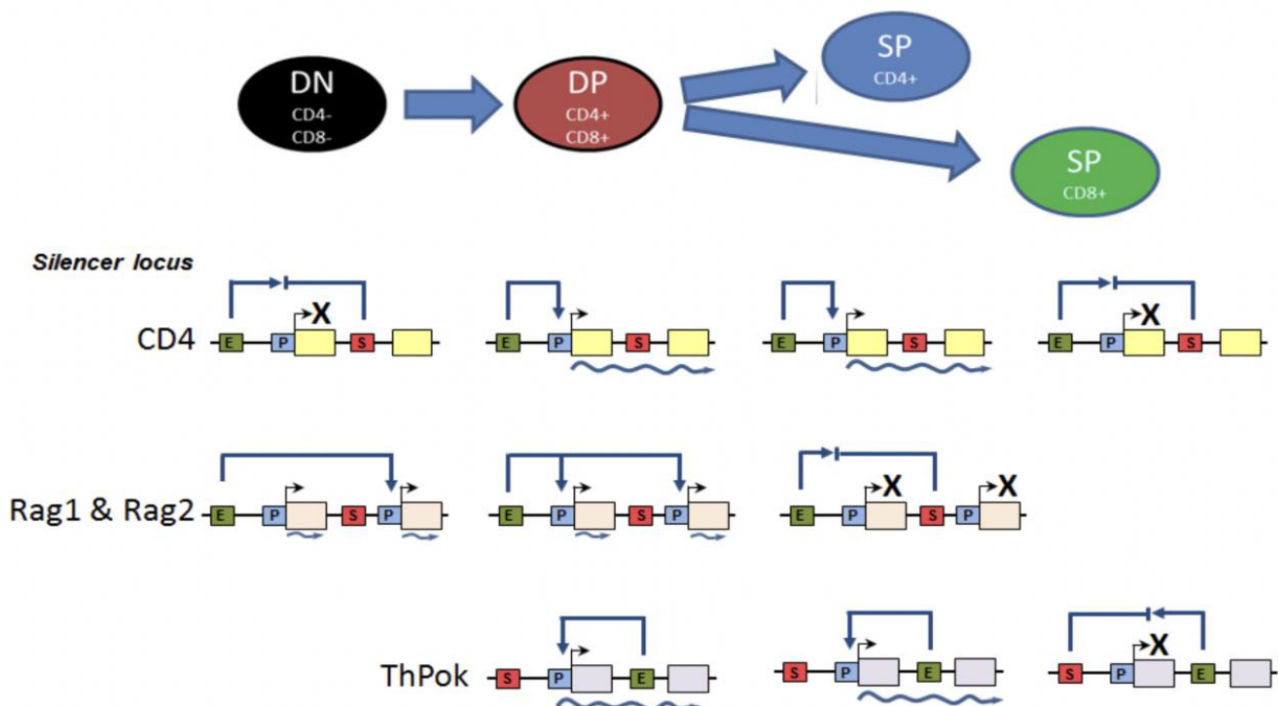 DN
CD4-
CD8-
DP
CD4+
CD8+
SP
CD4+
SP
CD8+
Silencer locus
CD4
E P X S
E P S
E P S
E P X S
Rag1 & Rag2
E P S P
E P S P
E P X S P X
ThPok
S P E
S P E
S P X E